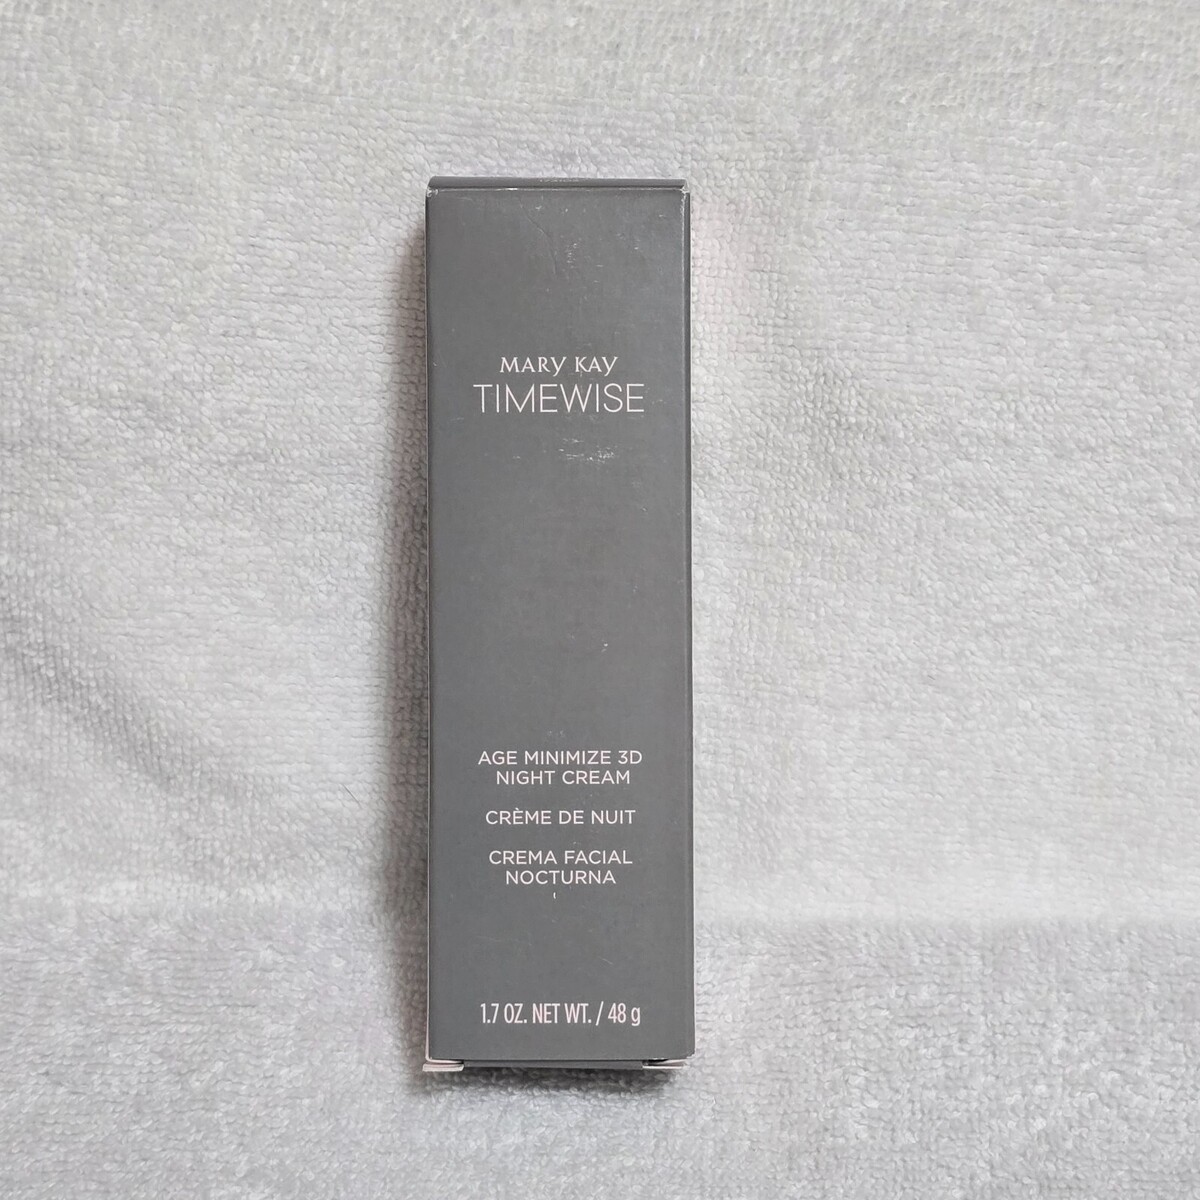 MARY KAY
TIMEWISE
AGE MINIMIZE 3D
NIGHT CREAM
CRÈME DE NUIT
CREMA FACIAL
NOCTURNA
1.7 OZ. NET WT. / 48 g